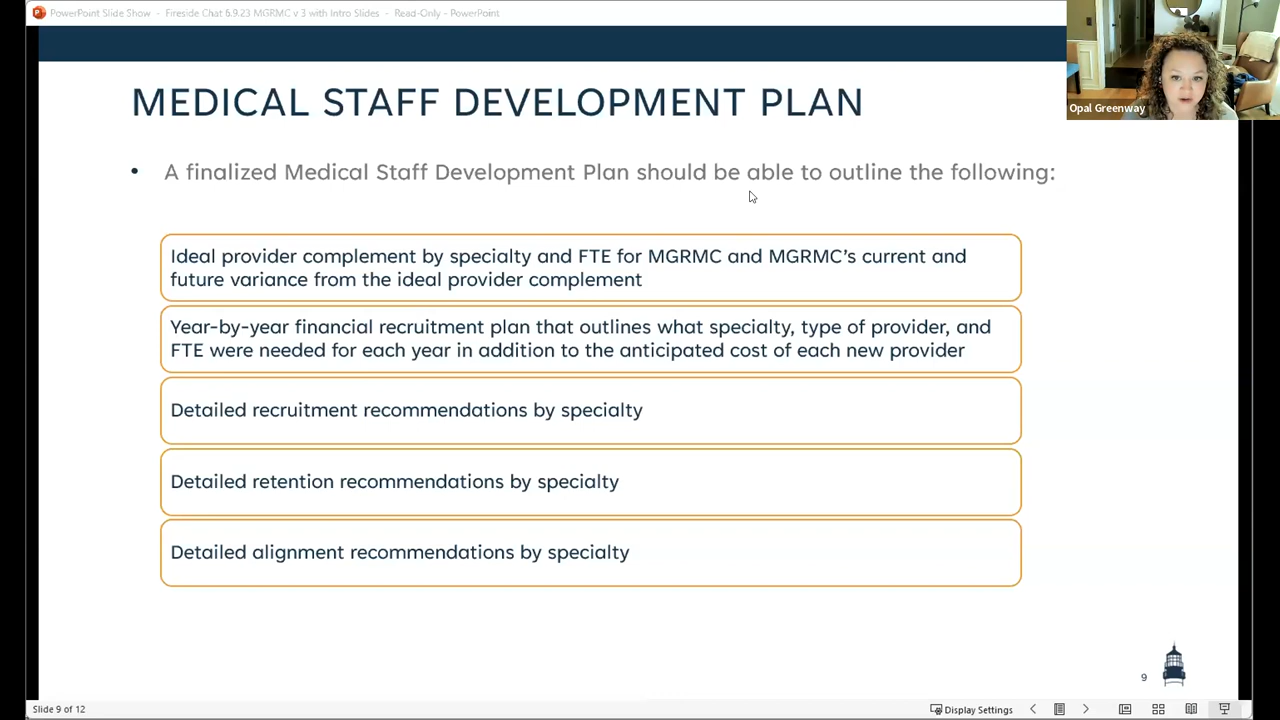 PowerPoint Slide Show - Fireside Chat 6.9.23 MGRMC v 3 with Intro Slides - Read-Only - PowerPoint
Opal Greenway
MEDICAL STAFF DEVELOPMENT PLAN
• A finalized Medical Staff Development Plan should be able to outline the following:
Ideal provider complement by specialty and FTE for MGRMC and MGRMC's current and
future variance from the ideal provider complement
Year-by-year financial recruitment plan that outlines what specialty, type of provider, and
FTE were needed for each year in addition to the anticipated cost of each new provider
Detailed recruitment recommendations by specialty
Detailed retention recommendations by specialty
Detailed alignment recommendations by specialty
9
Slide 9 of 12
Display Settings